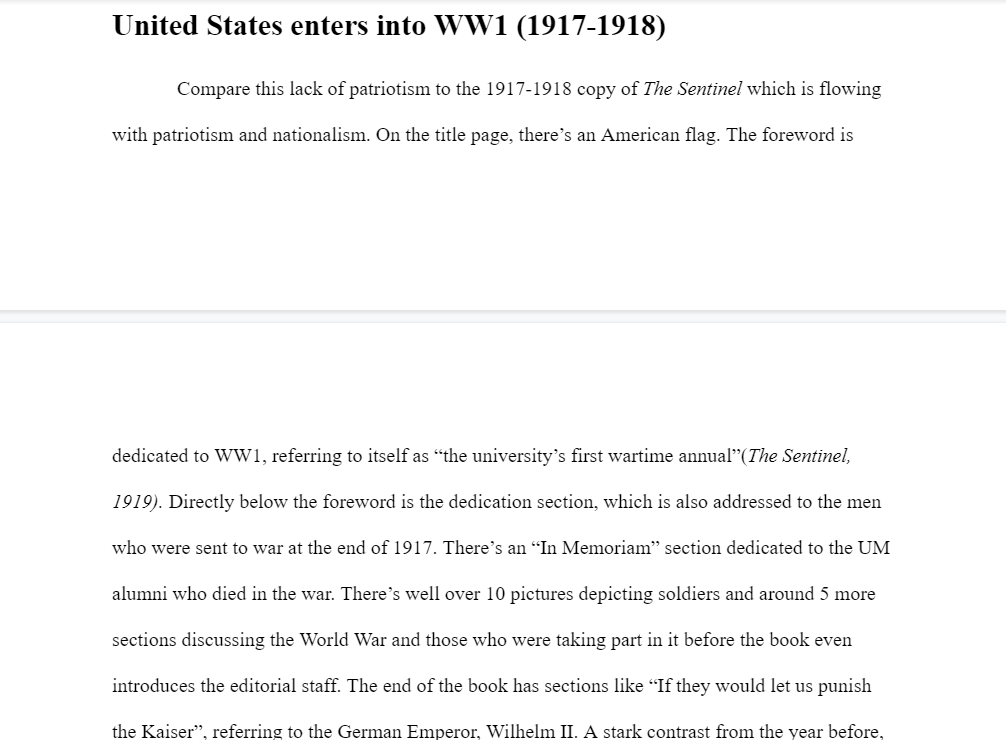 United States enters into WW1 (1917-1918)
Compare this lack of patriotism to the 1917-1918 copy of The Sentinel which is flowing
with patriotism and nationalism. On the title page, there’s an American flag. The foreword is
dedicated to WW1, referring to itself as “the university’s first wartime annual”(The Sentinel,
1919). Directly below the foreword is the dedication section, which is also addressed to the men
who were sent to war at the end of 1917. There’s an “In Memoriam” section dedicated to the UM
alumni who died in the war. There’s well over 10 pictures depicting soldiers and around 5 more
sections discussing the World War and those who were taking part in it before the book even
introduces the editorial staff. The end of the book has sections like “If they would let us punish
the Kaiser”, referring to the German Emperor, Wilhelm II. A stark contrast from the year before,